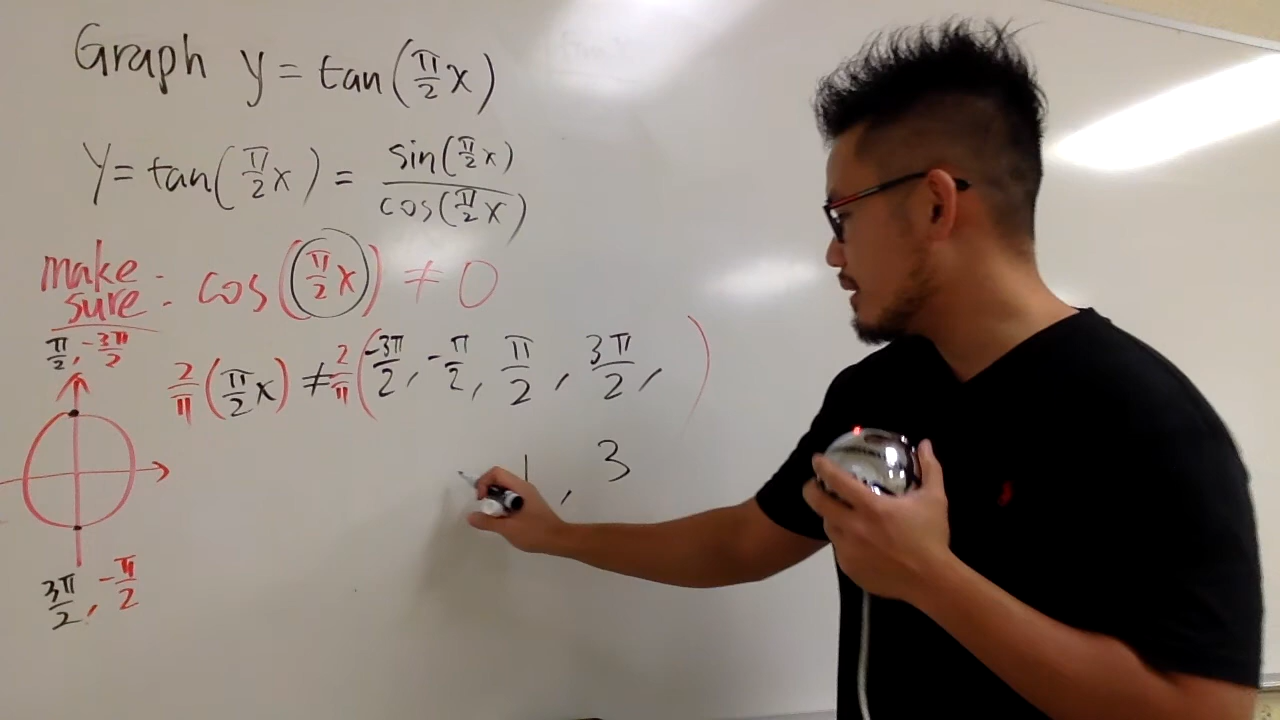 Graph y = tan(π/2 x)
y = tan(π/2 x) = sin(π/2 x) / cos(π/2 x)
make sure : cos(π/2 x) ≠ 0
π/2, -3π/2
2/π (π/2 x) ≠ 2/π (-3π/2, -π/2, π/2, 3π/2, )
1, 3
3π/2, -π/2